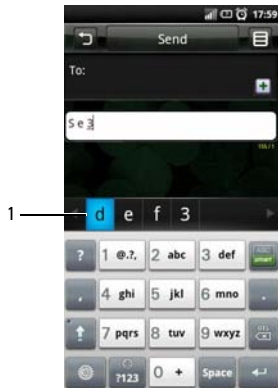 17:59
Send
To:
Se3
1
d e f 3
? 1 @.?, 2 abc 3 def ABC smart
, 4 ghi 5 jkl 6 mno .
7 pqrs 8 tuv 9 wxyz DEL
?123 0 + Space